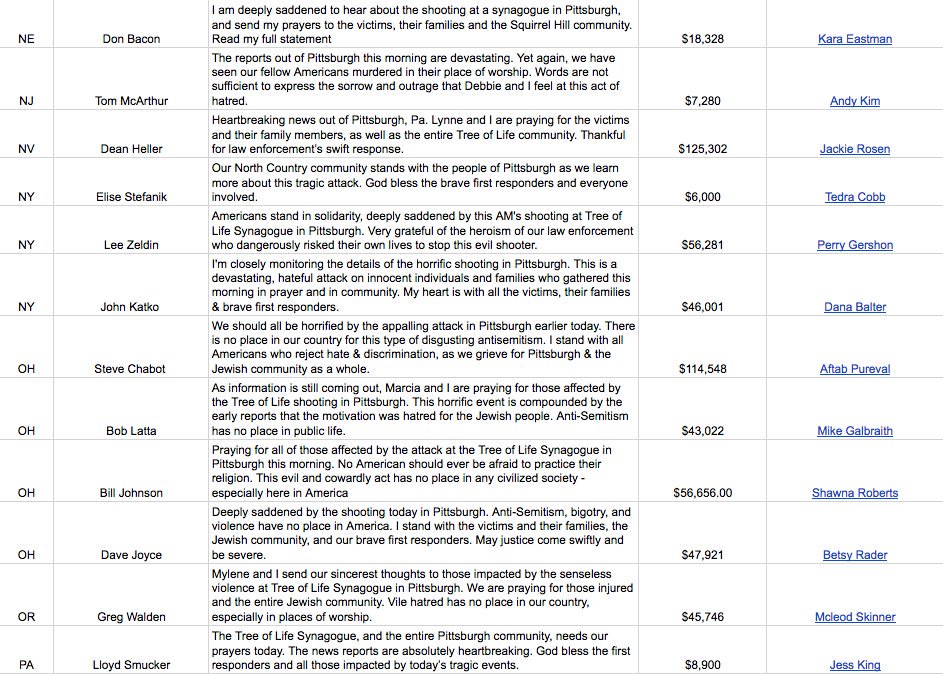 I am deeply saddened to hear about the shooting at a synagogue in Pittsburgh,
and send my prayers to the victims, their families and the Squirrel Hill community.
NE Don Bacon Read my full statement $18,328 Kara Eastman
The reports out of Pittsburgh this morning are devastating. Yet again, we have
seen our fellow Americans murdered in their place of worship. Words are not
sufficient to express the sorrow and outrage that Debbie and I feel at this act of
NJ Tom McArthur hatred. $7,280 Andy Kim
Heartbreaking news out of Pittsburgh, Pa. Lynne and I are praying for the victims
and their family members, as well as the entire Tree of Life community. Thankful
NV Dean Heller for law enforcement's swift response. $125,302 Jackie Rosen
Our North Country community stands with the people of Pittsburgh as we learn
more about this tragic attack. God bless the brave first responders and everyone
NY Elise Stefanik involved. $6,000 Tedra Cobb
Americans stand in solidarity, deeply saddened by this AM's shooting at Tree of
Life Synagogue in Pittsburgh. Very grateful of the heroism of our law enforcement
NY Lee Zeldin who dangerously risked their own lives to stop this evil shooter. $56,281 Perry Gershon
I'm closely monitoring the details of the horrific shooting in Pittsburgh. This is a
devastating, hateful attack on innocent individuals and families who gathered this
morning in prayer and in community. My heart is with all the victims, their families
NY John Katko & brave first responders. $46,001 Dana Balter
We should all be horrified by the appalling attack in Pittsburgh earlier today. There
is no place in our country for this type of disgusting antisemitism. I stand with all
Americans who reject hate & discrimination, as we grieve for Pittsburgh & the
OH Steve Chabot Jewish community as a whole. $114,548 Aftab Pureval
As information is still coming out, Marcia and I are praying for those affected by
the Tree of Life shooting in Pittsburgh. This horrific event is compounded by the
early reports that the motivation was hatred for the Jewish people. Anti-Semitism
OH Bob Latta has no place in public life. $43,022 Mike Galbraith
Praying for all of those affected by the attack at the Tree of Life Synagogue in
Pittsburgh this morning. No American should ever be afraid to practice their
religion. This evil and cowardly act has no place in any civilized society -
OH Bill Johnson especially here in America $56,656.00 Shawna Roberts
Deeply saddened by the shooting today in Pittsburgh. Anti-Semitism, bigotry, and
violence have no place in America. I stand with the victims and their families, the
Jewish community, and our brave first responders. May justice come swiftly and
OH Dave Joyce be severe. $47,921 Betsy Rader
Mylene and I send our sincerest thoughts to those impacted by the senseless
violence at Tree of Life Synagogue in Pittsburgh. We are praying for those injured
and the entire Jewish community. Vile hatred has no place in our country,
OR Greg Walden especially in places of worship. $45,746 Mcleod Skinner
The Tree of Life Synagogue, and the entire Pittsburgh community, needs our
prayers today. The news reports are absolutely heartbreaking. God bless the first
PA Lloyd Smucker responders and all those impacted by today's tragic events. $8,900 Jess King